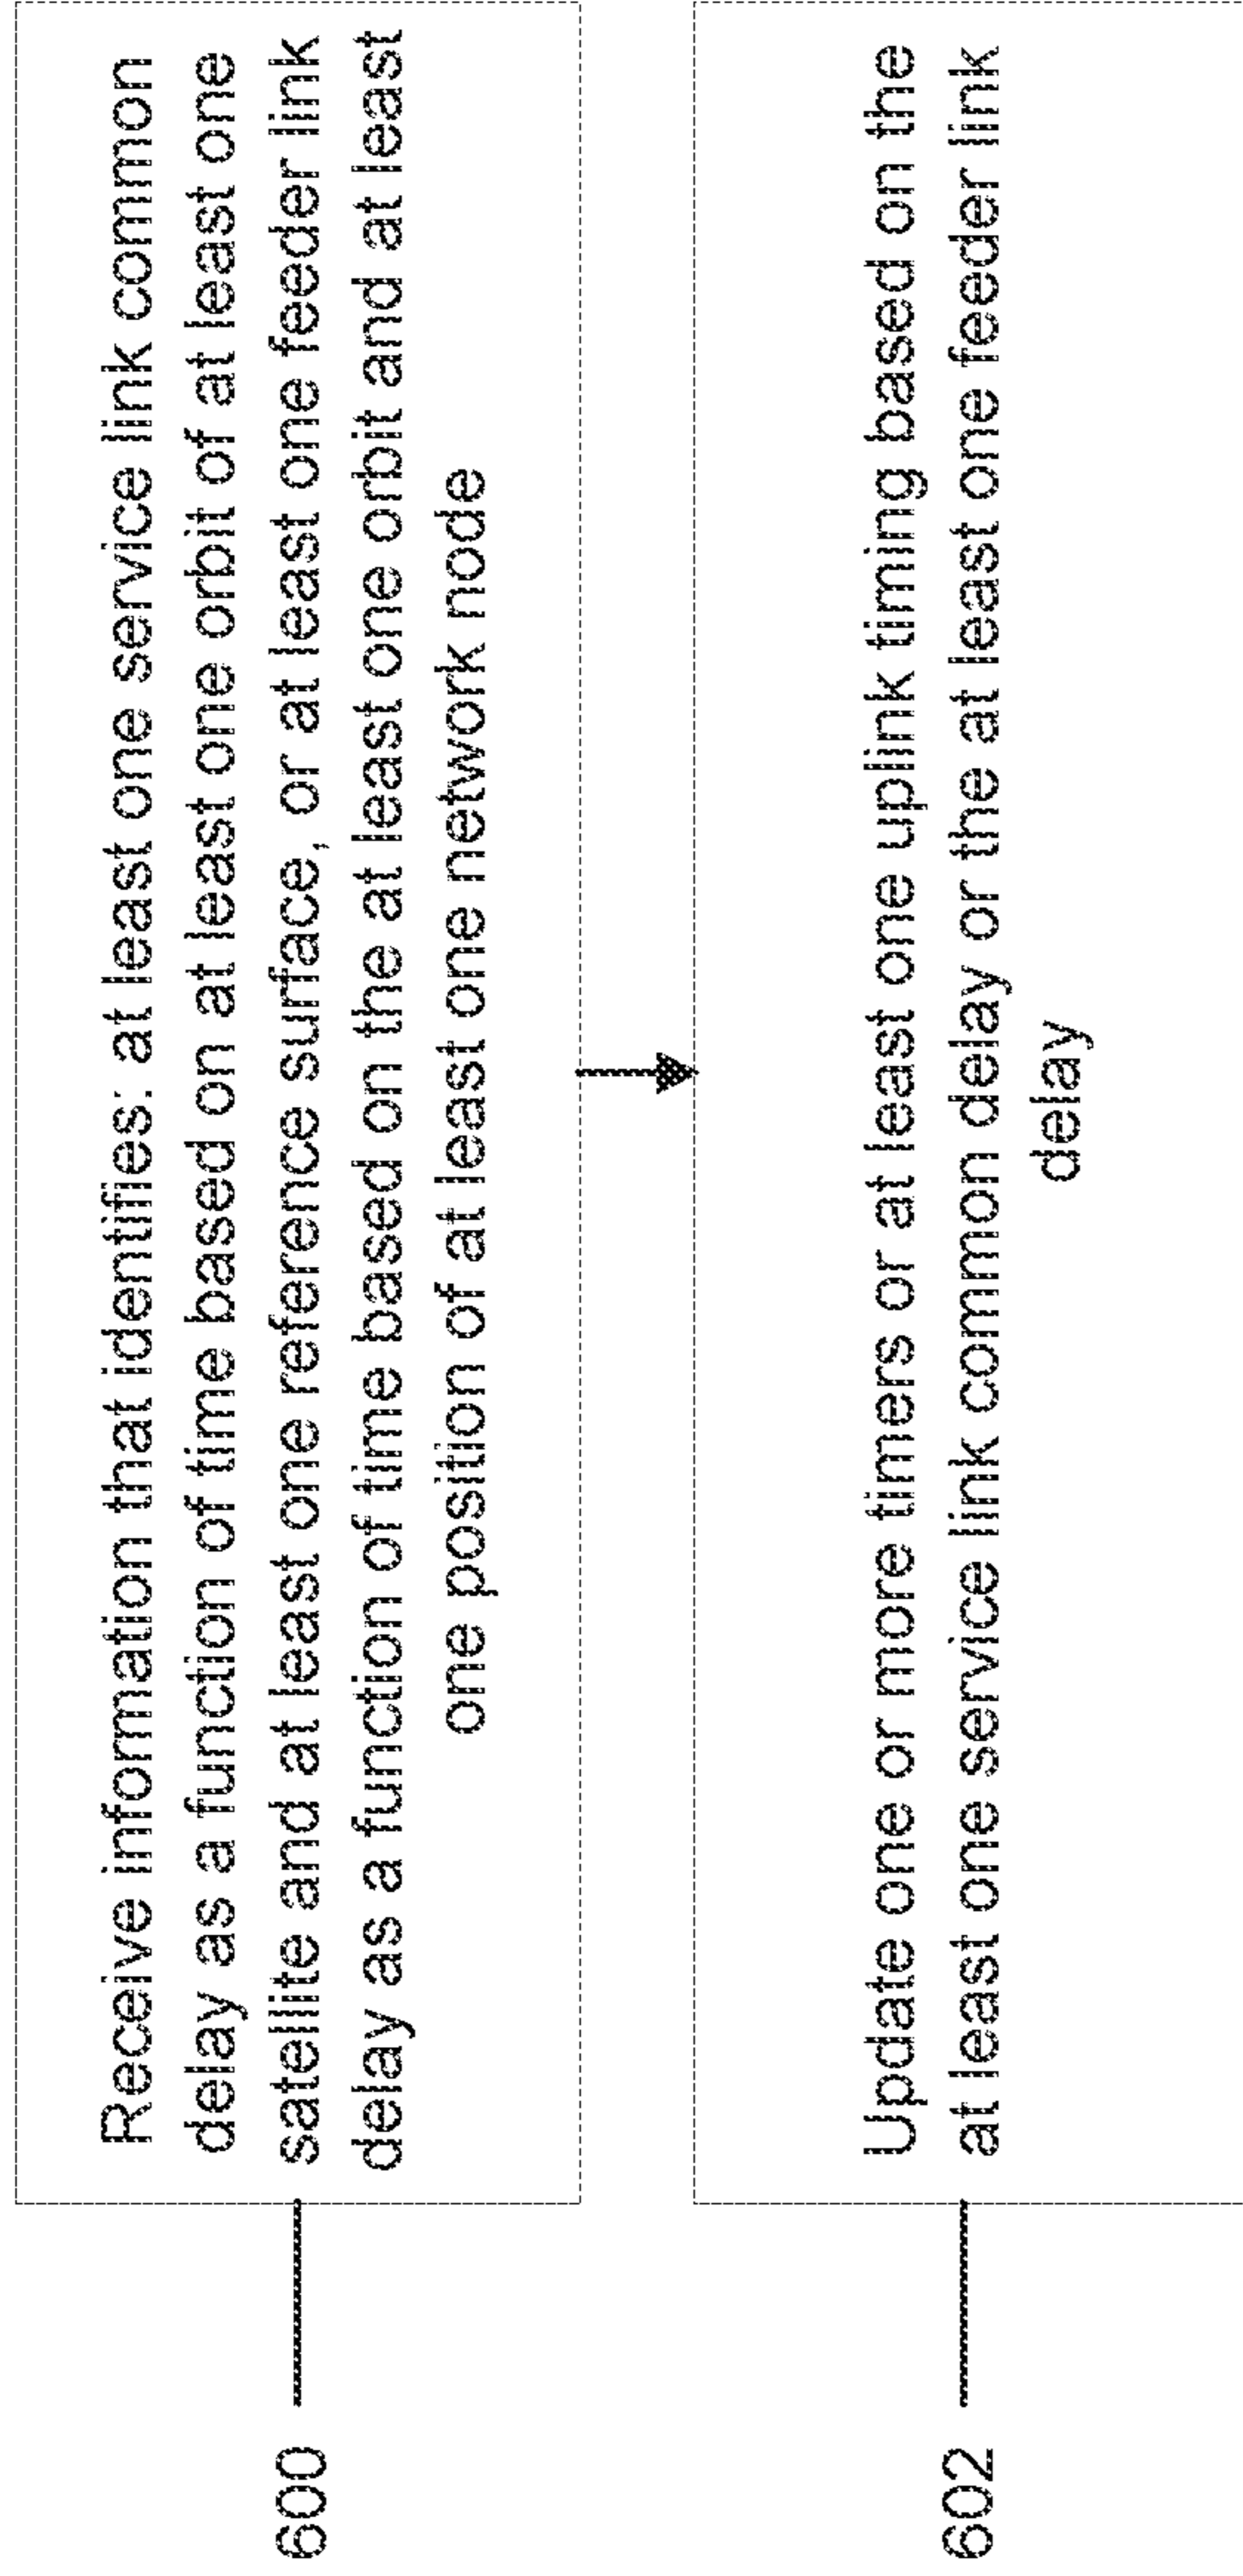 600
Receive information that identifies: at least one service link common
delay as a function of time based on at least one orbit of at least one
satellite and at least one reference surface, or at least one feeder link
delay as a function of time based on the at least one orbit and at least
one position of at least one network node
602
Update one or more timers or at least one uplink timing based on the
at least one service link common delay or the at least one feeder link
delay